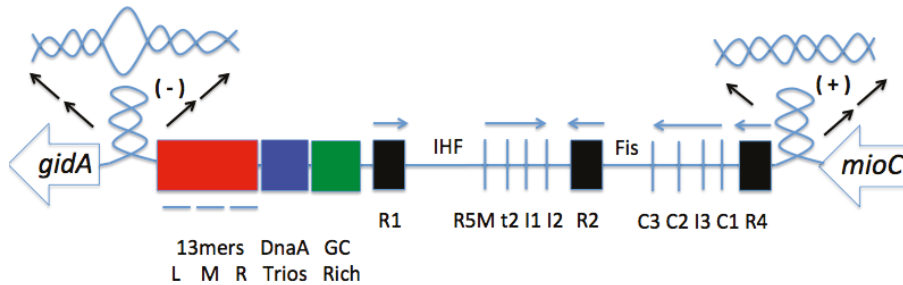 ( - )
( + )
gidA
IHF
Fis
mioC
R1
R5M t2 I1 I2
R2
C3 C2 I3 C1 R4
13mers
L M R
DnaA
Trios
GC
Rich